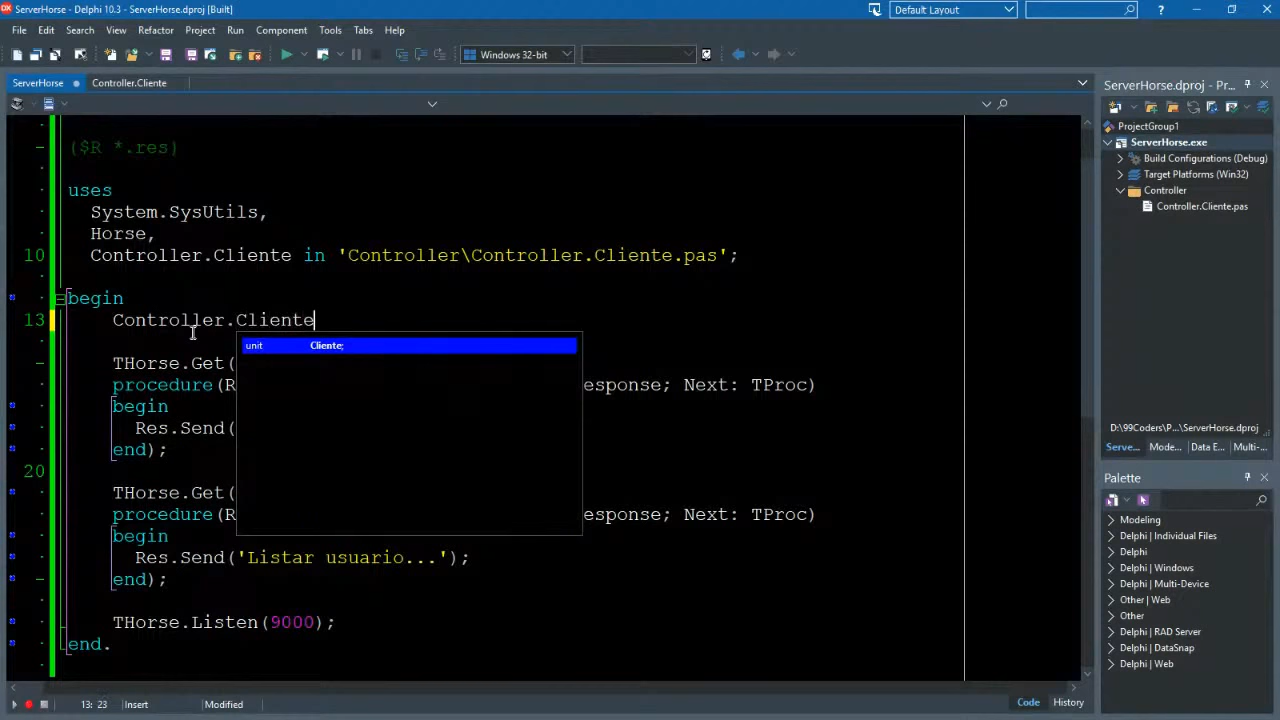 ServerHorse - Delphi 10.3 - ServerHorse.dproj [Built]
Default Layout
?
File Edit Search View Refactor Project Run Component Tools Tabs Help
Windows 32-bit
ServerHorse
Controller.Cliente
ServerHorse.dproj - Pr...
ProjectGroup1
ServerHorse.exe
Build Configurations (Debug)
Target Platforms (Win32)
Controller
Controller.Cliente.pas
{$R *.res}
uses
System.SysUtils,
Horse,
10 Controller.Cliente in 'Controller\Controller.Cliente.pas';
begin
13 Controller.Cliente
unit Cliente;
THorse.Get(
procedure(R esponse; Next: TProc)
begin
Res.Send(
end);
20
THorse.Get(
procedure(R esponse; Next: TProc)
begin
Res.Send('Listar usuario...');
end);
THorse.Listen(9000);
end.
D:\99Coders\P...\ServerHorse.dproj
Serve... Mode... Data E... Multi-...
Palette
Modeling
Delphi | Individual Files
Delphi
Delphi | Windows
Delphi | Multi-Device
Other | Web
Other
Delphi | RAD Server
Delphi | DataSnap
Delphi | Web
13: 23 Insert Modified
Code History